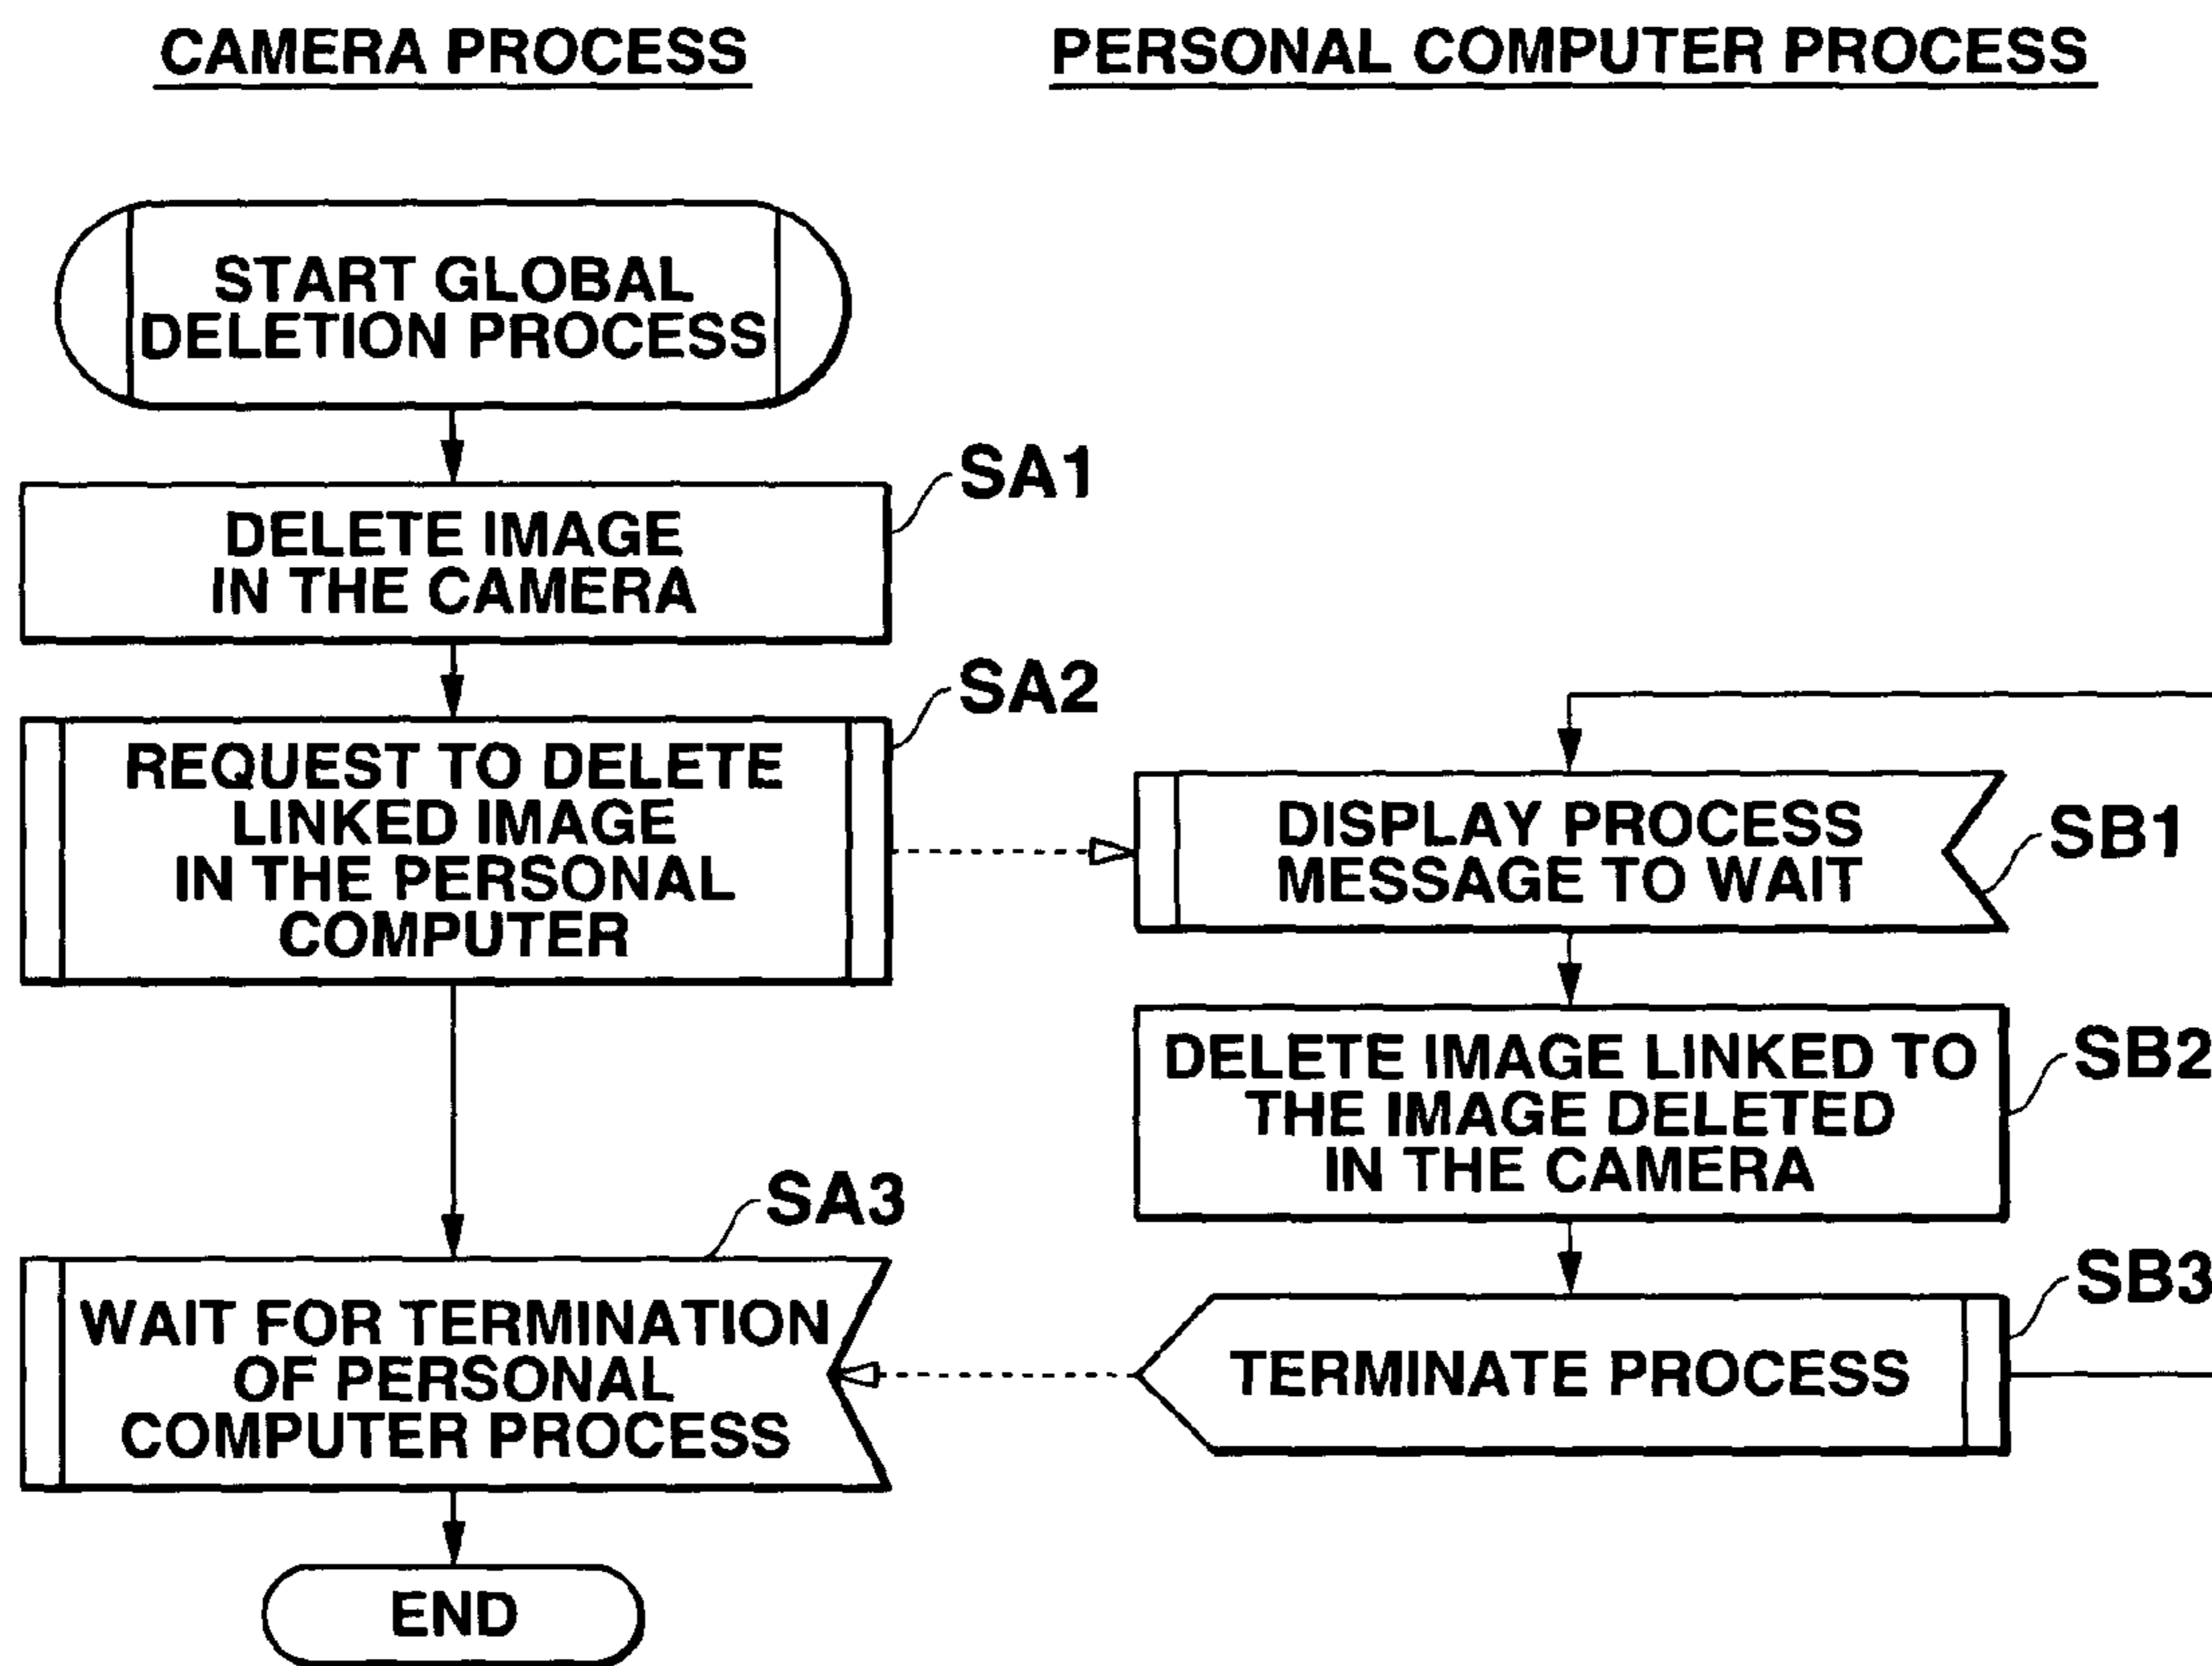 CAMERA PROCESS
PERSONAL COMPUTER PROCESS
START GLOBAL
DELETION PROCESS
SA1
DELETE IMAGE
IN THE CAMERA
SA2
REQUEST TO DELETE
LINKED IMAGE
IN THE PERSONAL
COMPUTER
DISPLAY PROCESS
MESSAGE TO WAIT
SB1
DELETE IMAGE LINKED TO
THE IMAGE DELETED
IN THE CAMERA
SB2
SA3
WAIT FOR TERMINATION
OF PERSONAL
COMPUTER PROCESS
SB3
TERMINATE PROCESS
END